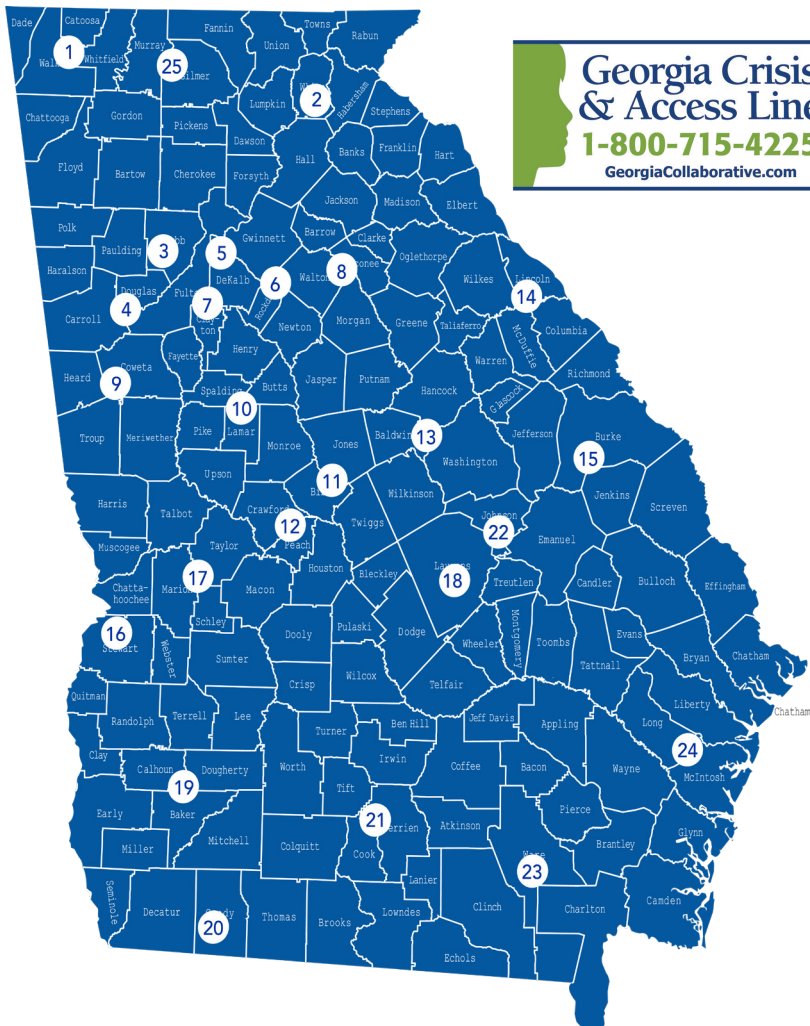 Georgia Crisis
& Access Line
1-800-715-4225
GeorgiaCollaborative.com
Dade
Catoosa
Fannin
Towns
Rabun
Union
Murray
Whitfield
1
25
2
Habersham
Stephens
Lumpkin
Chattooga
Gordon
Pickens
Dawson
Hall
Banks
Franklin
Hart
Floyd
Bartow
Cherokee
Forsyth
Jackson
Madison
Elbert
Polk
Paulding
3
5
Gwinnett
Barrow
Clarke
Oglethorpe
Haralson
DeKalb
6
Walton
8
Wilkes
Lincoln
14
Douglas
4
7
Newton
Morgan
Greene
Taliaferro
McDuffie
Columbia
Carroll
Fayette
Henry
Warren
Richmond
Heard
9
Coweta
Spalding
Butts
Jasper
Putnam
Hancock
Glascock
10
Troup
Meriwether
Pike
Lamar
Monroe
Jones
Baldwin
13
Jefferson
Burke
15
Upson
Washington
11
Wilkinson
Jenkins
Screven
Harris
Talbot
Crawford
12
Peach
Twiggs
Johnson
22
Emanuel
Muscogee
Taylor
Houston
Bleckley
Laurens
18
Treutlen
Candler
Bulloch
Effingham
Chatta-
hoochee
Marion
17
Macon
Schley
16
Stewart
Webster
Sumter
Dooly
Pulaski
Dodge
Wheeler
Montgomery
Toombs
Evans
Tattnall
Bryan
Chatham
Quitman
Randolph
Terrell
Lee
Crisp
Wilcox
Telfair
Liberty
Chatham
Turner
Ben Hill
Jeff Davis
Appling
Long
24
McIntosh
Clay
Calhoun
Dougherty
Worth
Irwin
Coffee
Bacon
Wayne
19
Tift
Early
Baker
21
Atkinson
Pierce
Brantley
Glynn
Miller
Mitchell
Colquitt
Cook
Lanier
Ware
23
Seminole
Decatur
20
Thomas
Brooks
Lowndes
Clinch
Charlton
Camden
Echols